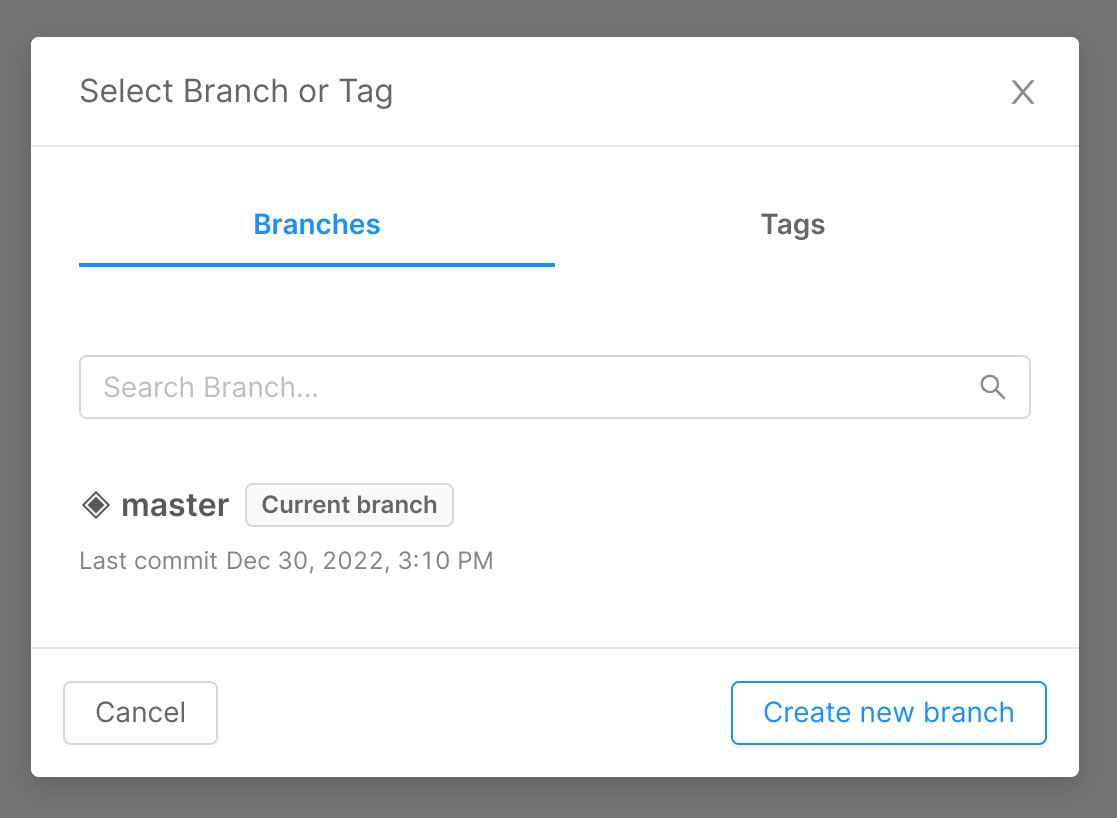 Select Branch or Tag
Branches Tags
Search Branch...
master Current branch
Last commit Dec 30, 2022, 3:10 PM
Cancel Create new branch